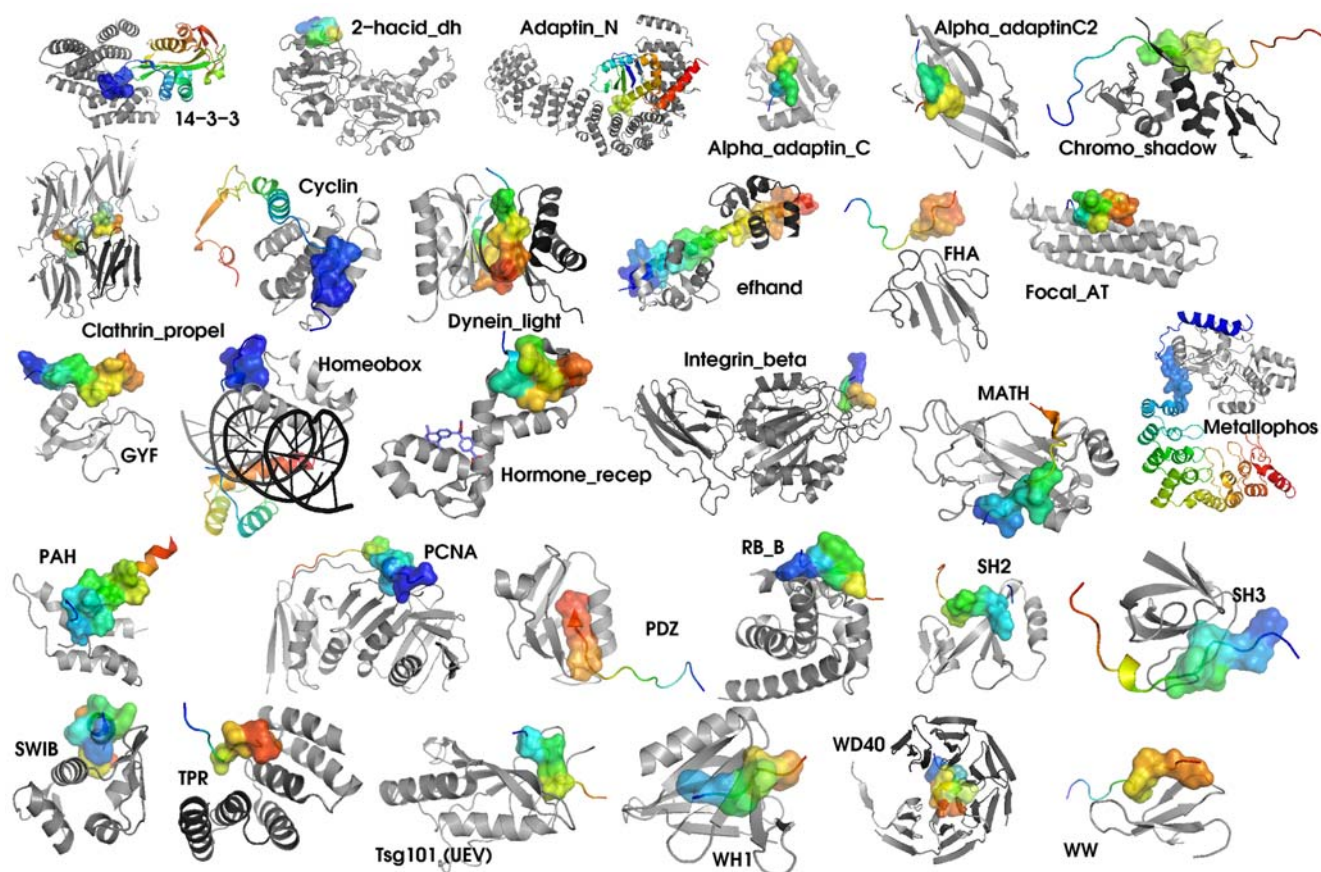 14-3-3
2-hacid_dh
Adaptin_N
Alpha_adaptin_C
Alpha_adaptinC2
Chromo_shadow
Clathrin_propel
Cyclin
Dynein_light
efhand
FHA
Focal_AT
GYF
Homeobox
Hormone_recep
Integrin_beta
MATH
Metallophos
PAH
PCNA
PDZ
RB_B
SH2
SH3
SWIB
TPR
Tsg101 (UEV)
WH1
WD40
WW